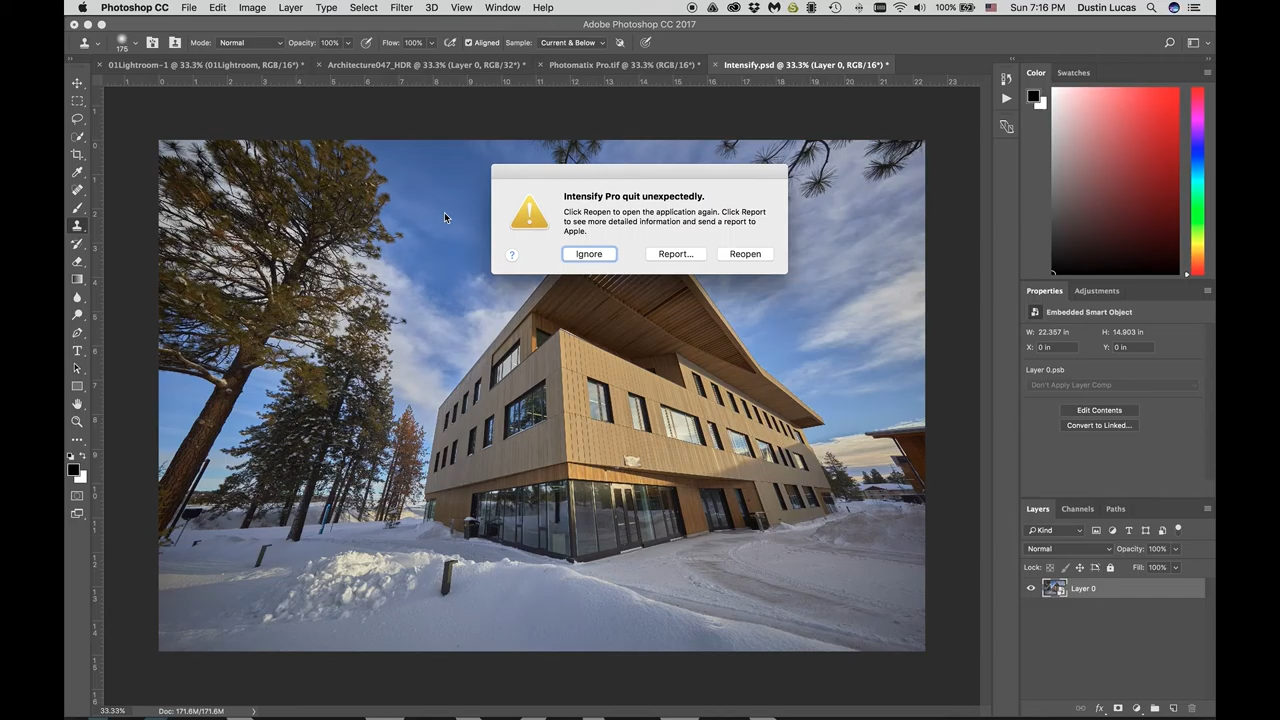 Photoshop CC File Edit Image Layer Type Select Filter 3D View Window Help 100% Sun 7:16 PM Dustin Lucas
Adobe Photoshop CC 2017
175 Mode: Normal Opacity: 100% Flow: 100% Aligned Sample: Current & Below
01Lightroom-1 @ 33.3% (01Lightroom, RGB/16*) * Architecture047_HDR @ 33.3% (Layer 0, RGB/32*) * Photomatix Pro.tif @ 33.3% (RGB/16*) * Intensify.psd @ 33.3% (Layer 0, RGB/16*) *
Color Swatches
Intensify Pro quit unexpectedly.
Click Reopen to open the application again. Click Report
to see more detailed information and send a report to
Apple.
? Ignore Report... Reopen
Properties Adjustments
Embedded Smart Object
W: 22.357 in H: 14.903 in
X: 0 in Y: 0 in
Layer 0.psb
Don't Apply Layer Comp
Edit Contents
Convert to Linked...
Layers Channels Paths
Kind
Normal Opacity: 100%
Lock: Fill: 100%
Layer 0
fx
33.33% Doc: 171.6M/171.6M